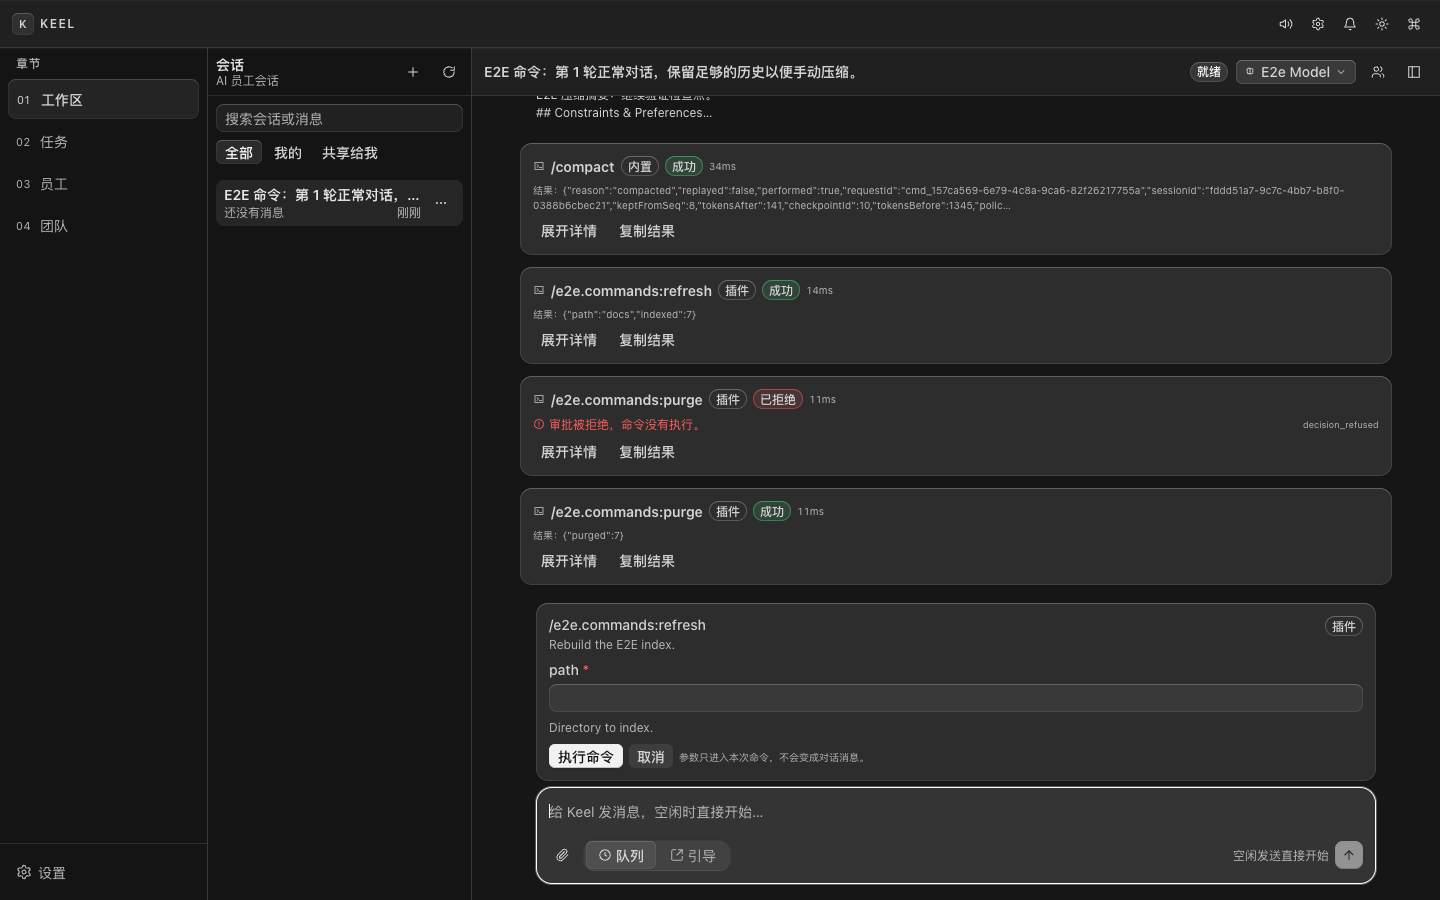 K KEEL
章节
01 工作区
02 任务
03 员工
04 团队
设置
会话
AI 员工会话
搜索会话或消息
全部 我的 共享给我
E2E 命令：第 1 轮正常对话，...
还没有消息 刚刚
E2E 命令：第 1 轮正常对话，保留足够的历史以便手动压缩。
就绪 E2e Model
E2E 压缩摘要：继续验证检查点。
## Constraints & Preferences...
/compact 内置 成功 34ms
结果：{"reason":"compacted","replayed":false,"performed":true,"requestId":"cmd_157ca569-6e79-4c8a-9ca6-82f26217755a","sessionId":"fddd51a7-9c7c-4bb7-b8f0-
0388b6cbec21","keptFromSeq":8,"tokensAfter":141,"checkpointId":10,"tokensBefore":1345,"polic...
展开详情 复制结果
/e2e.commands:refresh 插件 成功 14ms
结果：{"path":"docs","indexed":7}
展开详情 复制结果
/e2e.commands:purge 插件 已拒绝 11ms
审批被拒绝，命令没有执行。 decision_refused
展开详情 复制结果
/e2e.commands:purge 插件 成功 11ms
结果：{"purged":7}
展开详情 复制结果
/e2e.commands:refresh 插件
Rebuild the E2E index.
path *
Directory to index.
执行命令 取消 参数只进入本次命令，不会变成对话消息。
给 Keel 发消息，空闲时直接开始...
队列 引导 空闲发送直接开始